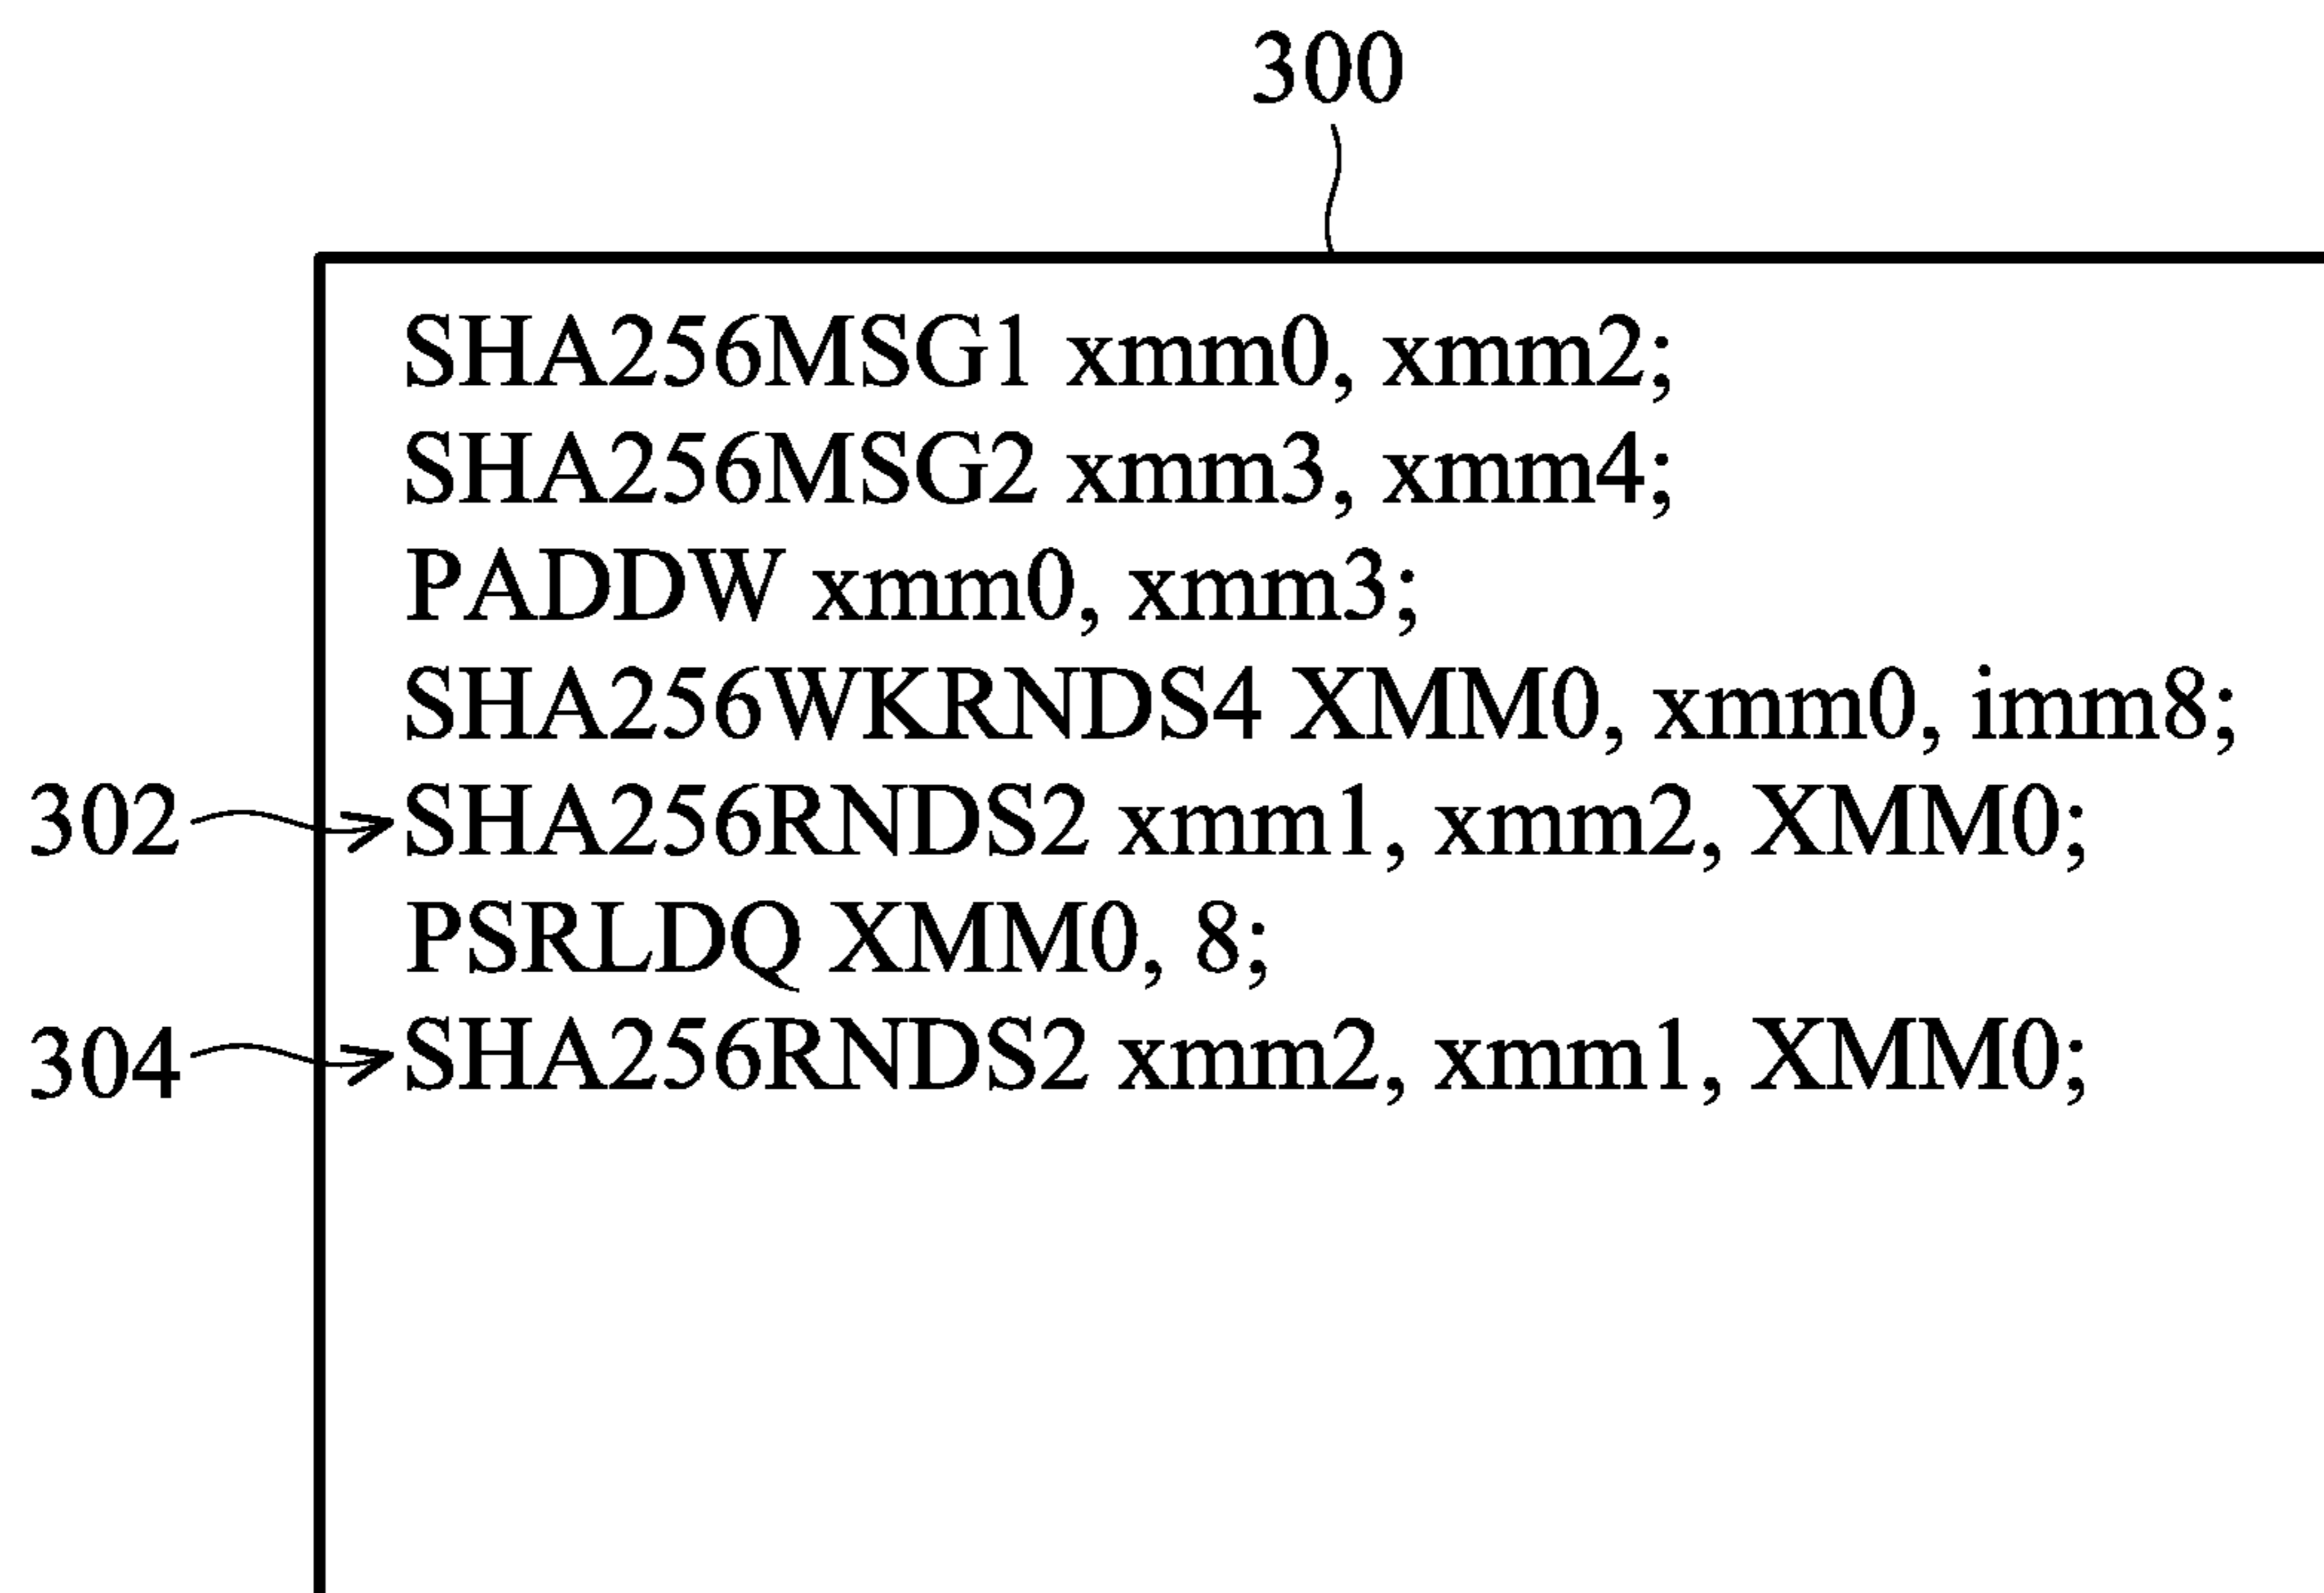 300
SHA256MSG1 xmm0, xmm2;
SHA256MSG2 xmm3, xmm4;
PADDW xmm0, xmm3;
SHA256WKRNDS4 XMM0, xmm0, imm8;
302 SHA256RNDS2 xmm1, xmm2, XMM0;
PSRLDQ XMM0, 8;
304 SHA256RNDS2 xmm2, xmm1, XMM0;